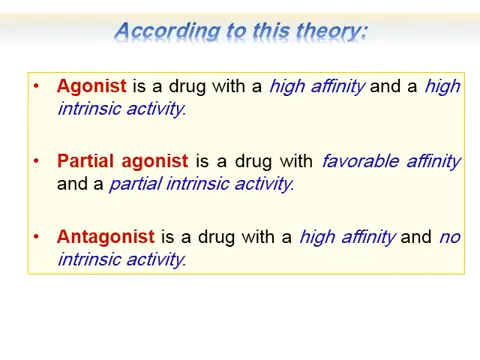 According to this theory:
• Agonist is a drug with a high affinity and a high
intrinsic activity.
• Partial agonist is a drug with favorable affinity
and a partial intrinsic activity.
• Antagonist is a drug with a high affinity and no
intrinsic activity.